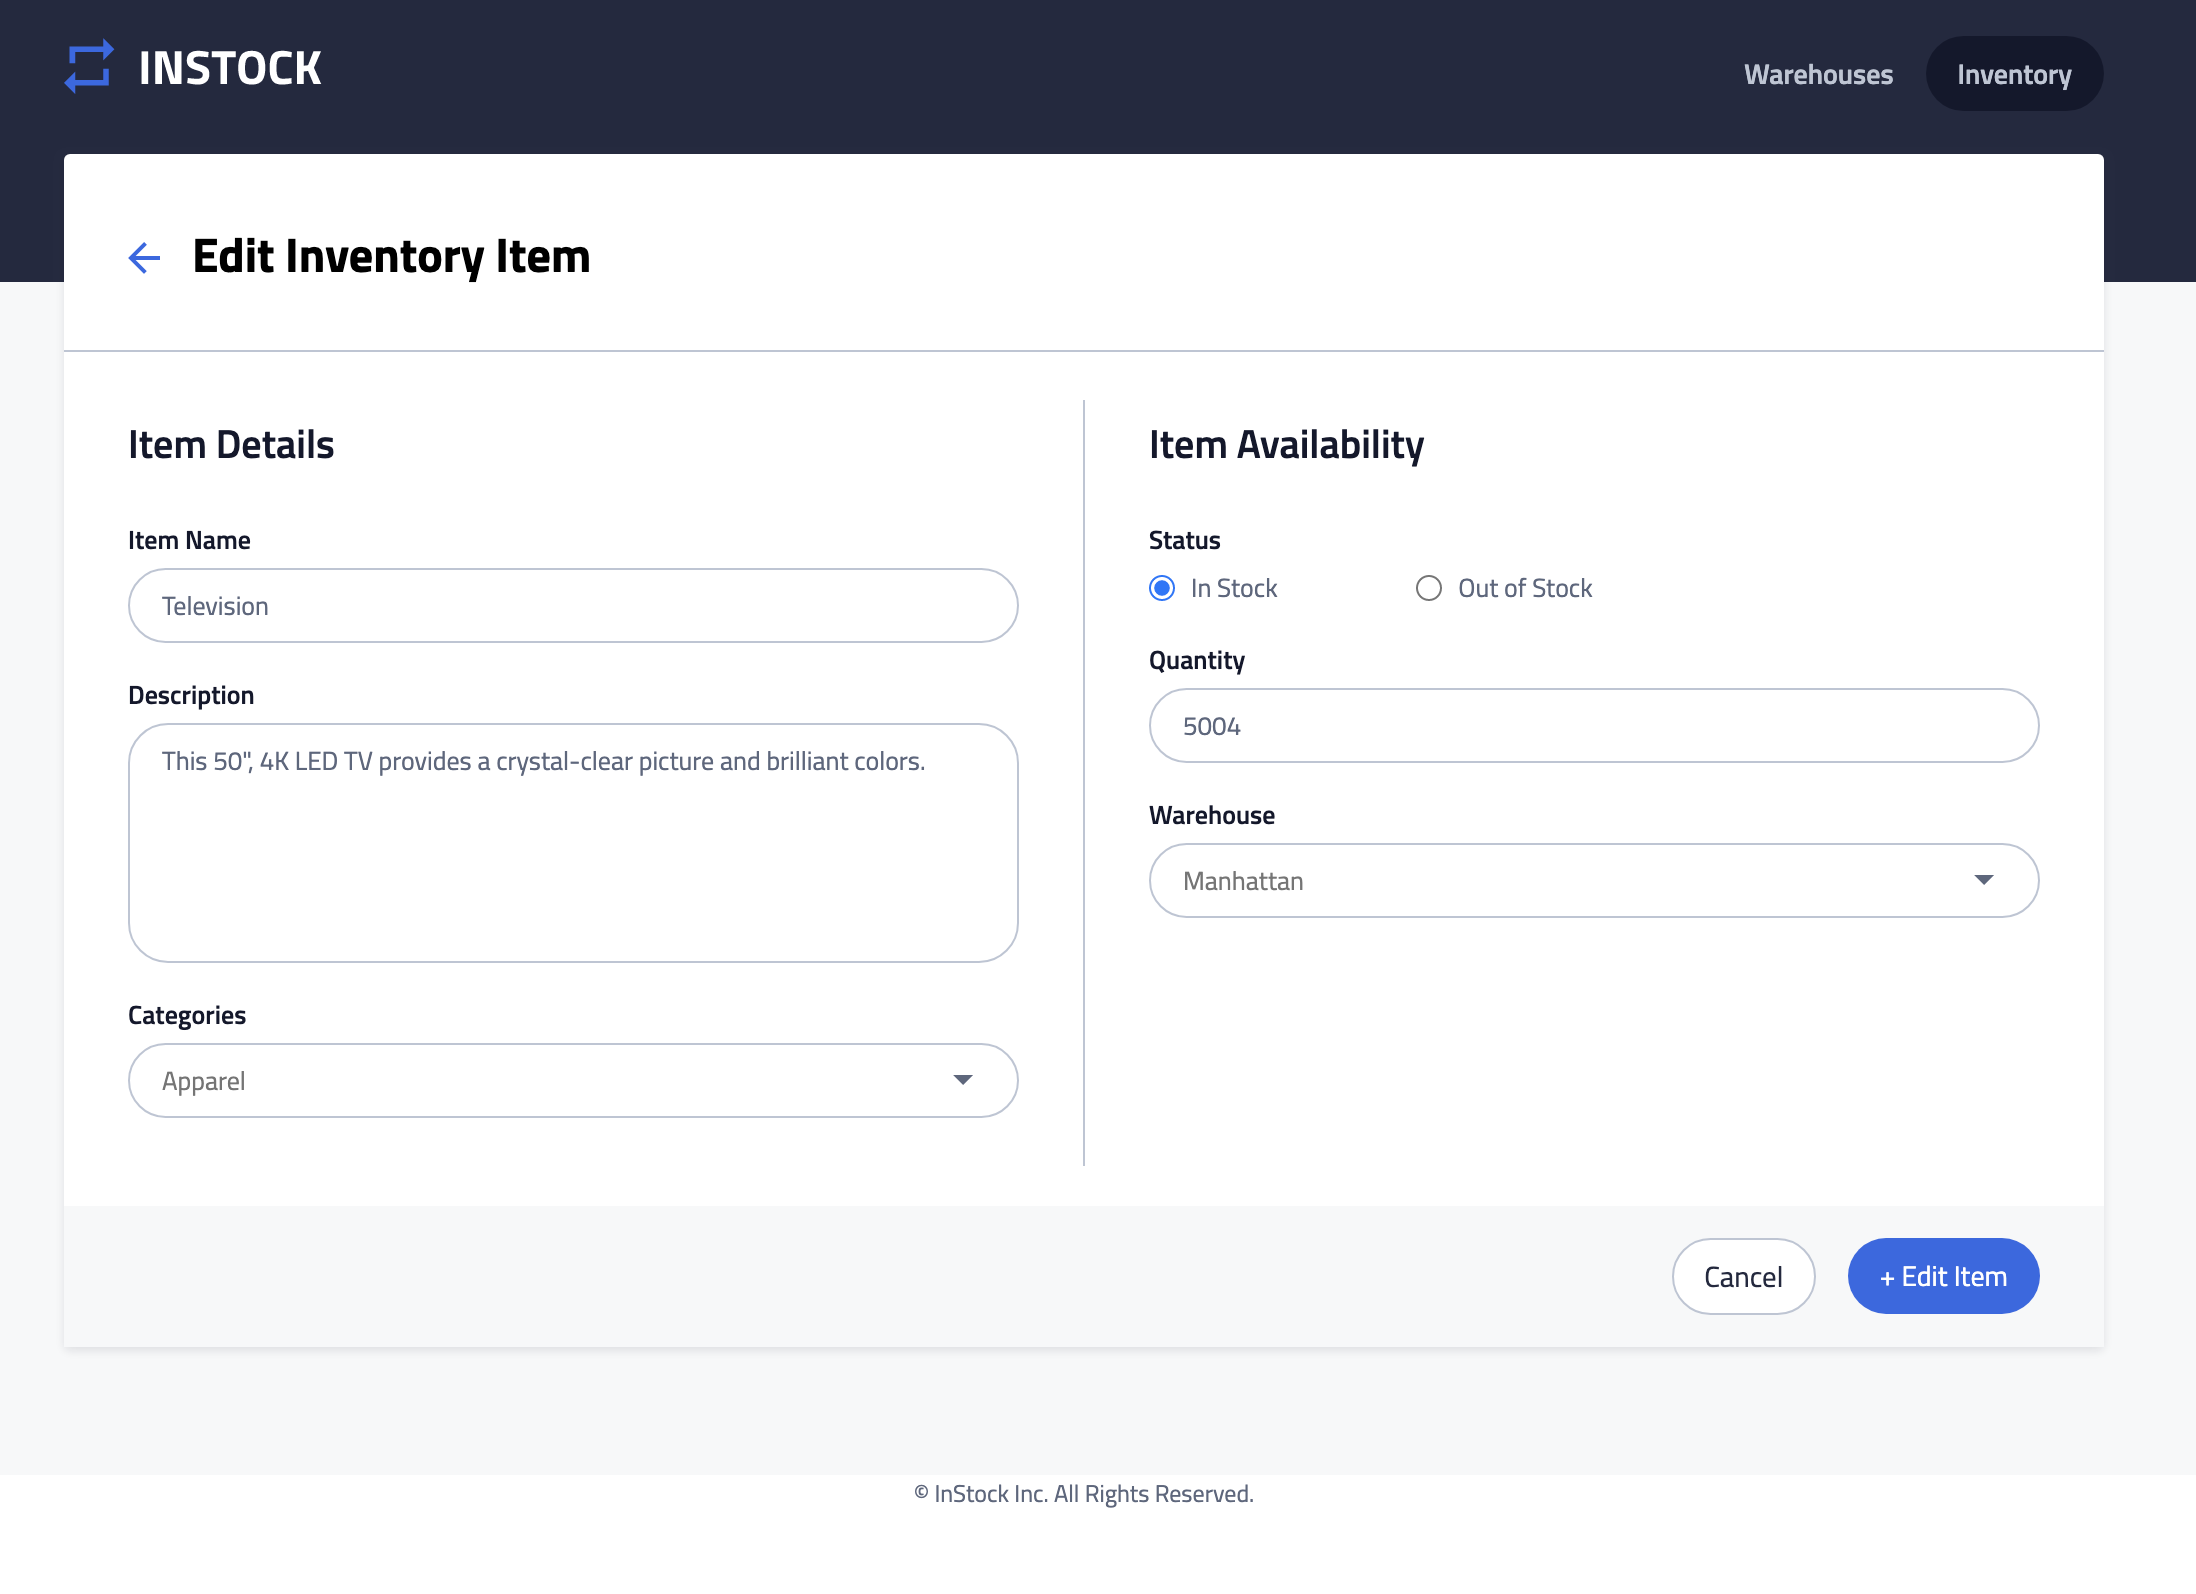 INSTOCK
Warehouses
Inventory
Edit Inventory Item
Item Details
Item Name
Television
Description
This 50", 4K LED TV provides a crystal-clear picture and brilliant colors.
Categories
Apparel
Item Availability
Status
In Stock
Out of Stock
Quantity
5004
Warehouse
Manhattan
Cancel
+ Edit Item
© InStock Inc. All Rights Reserved.